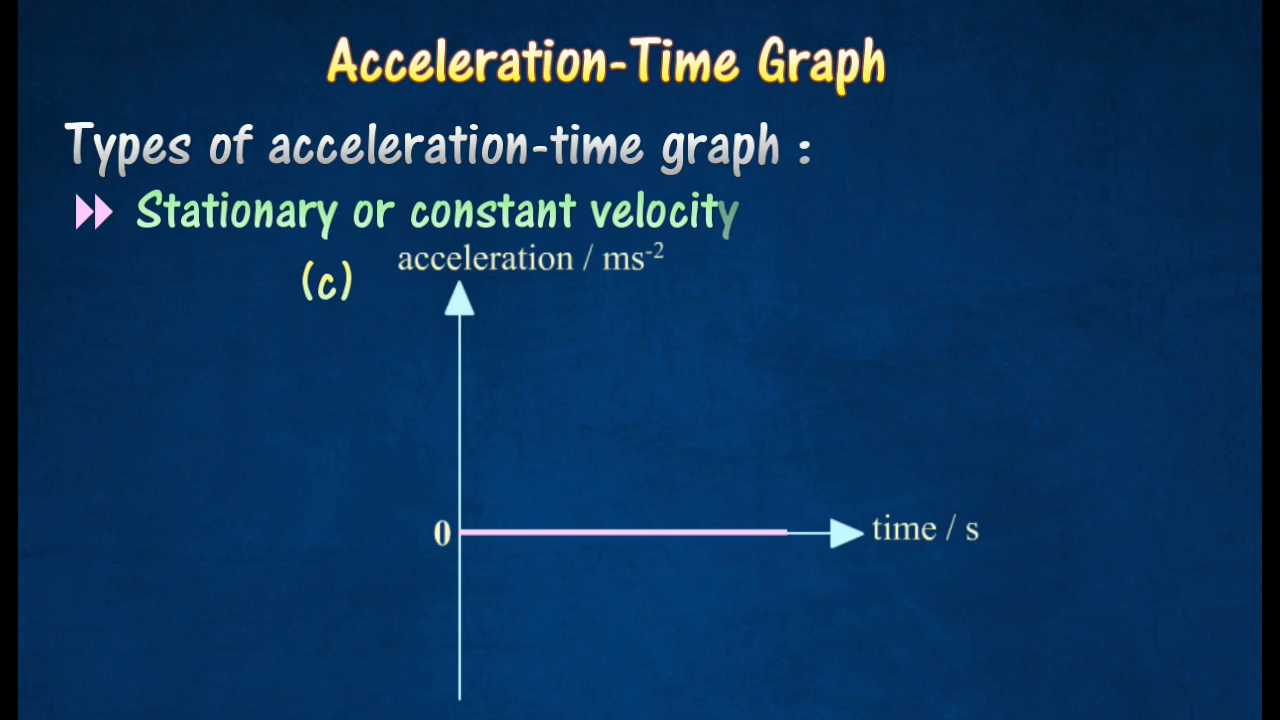 Acceleration-Time Graph
Types of acceleration-time graph :
Stationary or constant velocity
(c)
acceleration / ms⁻²
0
time / s